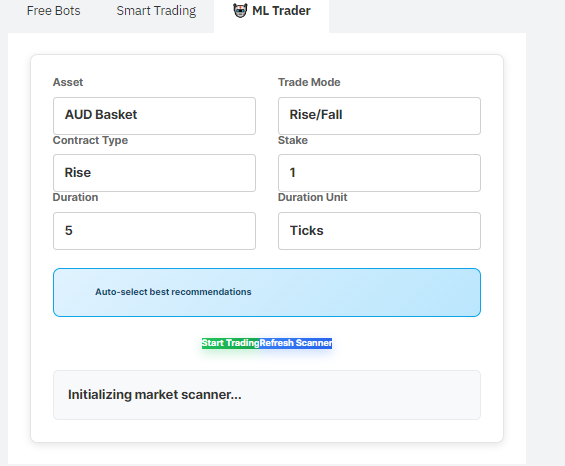 Free Bots Smart Trading ML Trader
Asset Trade Mode
AUD Basket Rise/Fall
Contract Type Stake
Rise 1
Duration Duration Unit
5 Ticks
Auto-select best recommendations
Start Trading Refresh Scanner
Initializing market scanner...